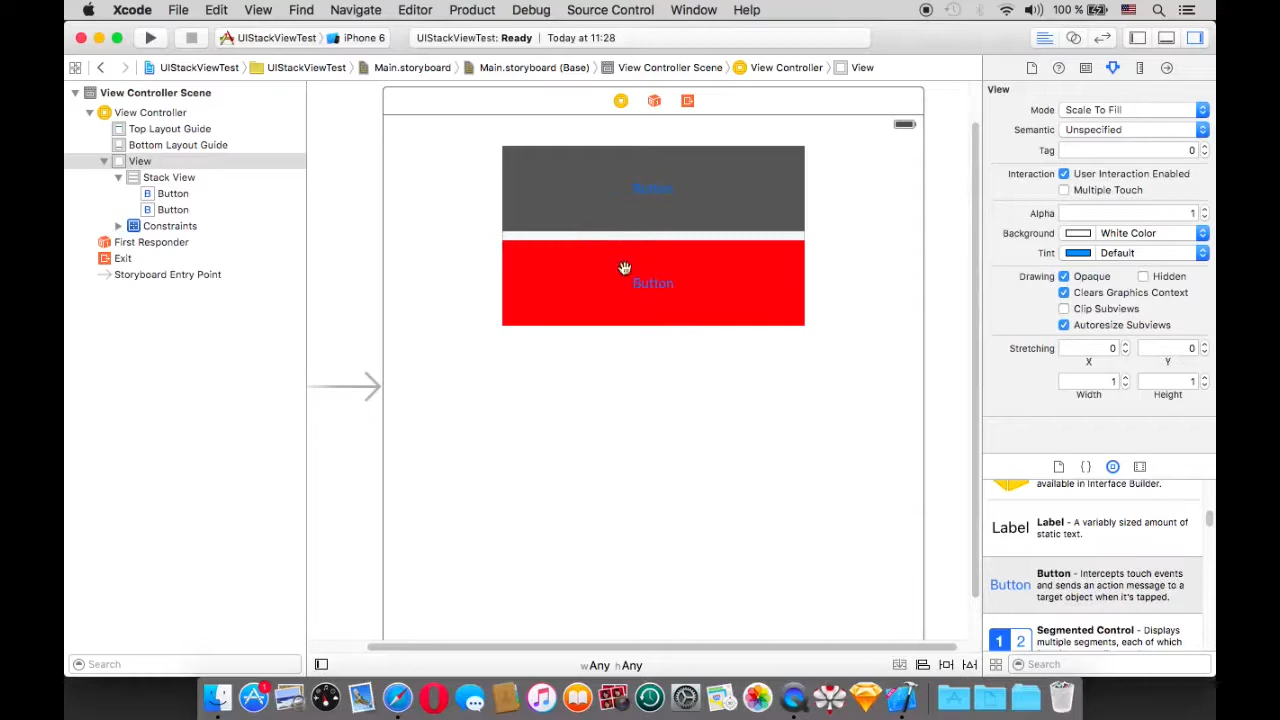 Xcode File Edit View Find Navigate Editor Product Debug Source Control Window Help 100 %
UIStackViewTest iPhone 6 UIStackViewTest: Ready Today at 11:28
UIStackViewTest UIStackViewTest Main.storyboard Main.storyboard (Base) View Controller Scene View Controller View
View Controller Scene
View Controller
Top Layout Guide
Bottom Layout Guide
View
Stack View
B Button
B Button
Constraints
First Responder
Exit
Storyboard Entry Point
Search
Button
Button
wAny hAny
View
Mode Scale To Fill
Semantic Unspecified
Tag 0
Interaction User Interaction Enabled
Multiple Touch
Alpha 1
Background White Color
Tint Default
Drawing Opaque Hidden
Clears Graphics Context
Clip Subviews
Autoresize Subviews
Stretching 0 0
X Y
1 1
Width Height
{ }
available in Interface Builder.
Label Label - A variably sized amount of
static text.
Button Button - Intercepts touch events
and sends an action message to a
target object when it's tapped.
1 2 Segmented Control - Displays
multiple segments, each of which
Search
1